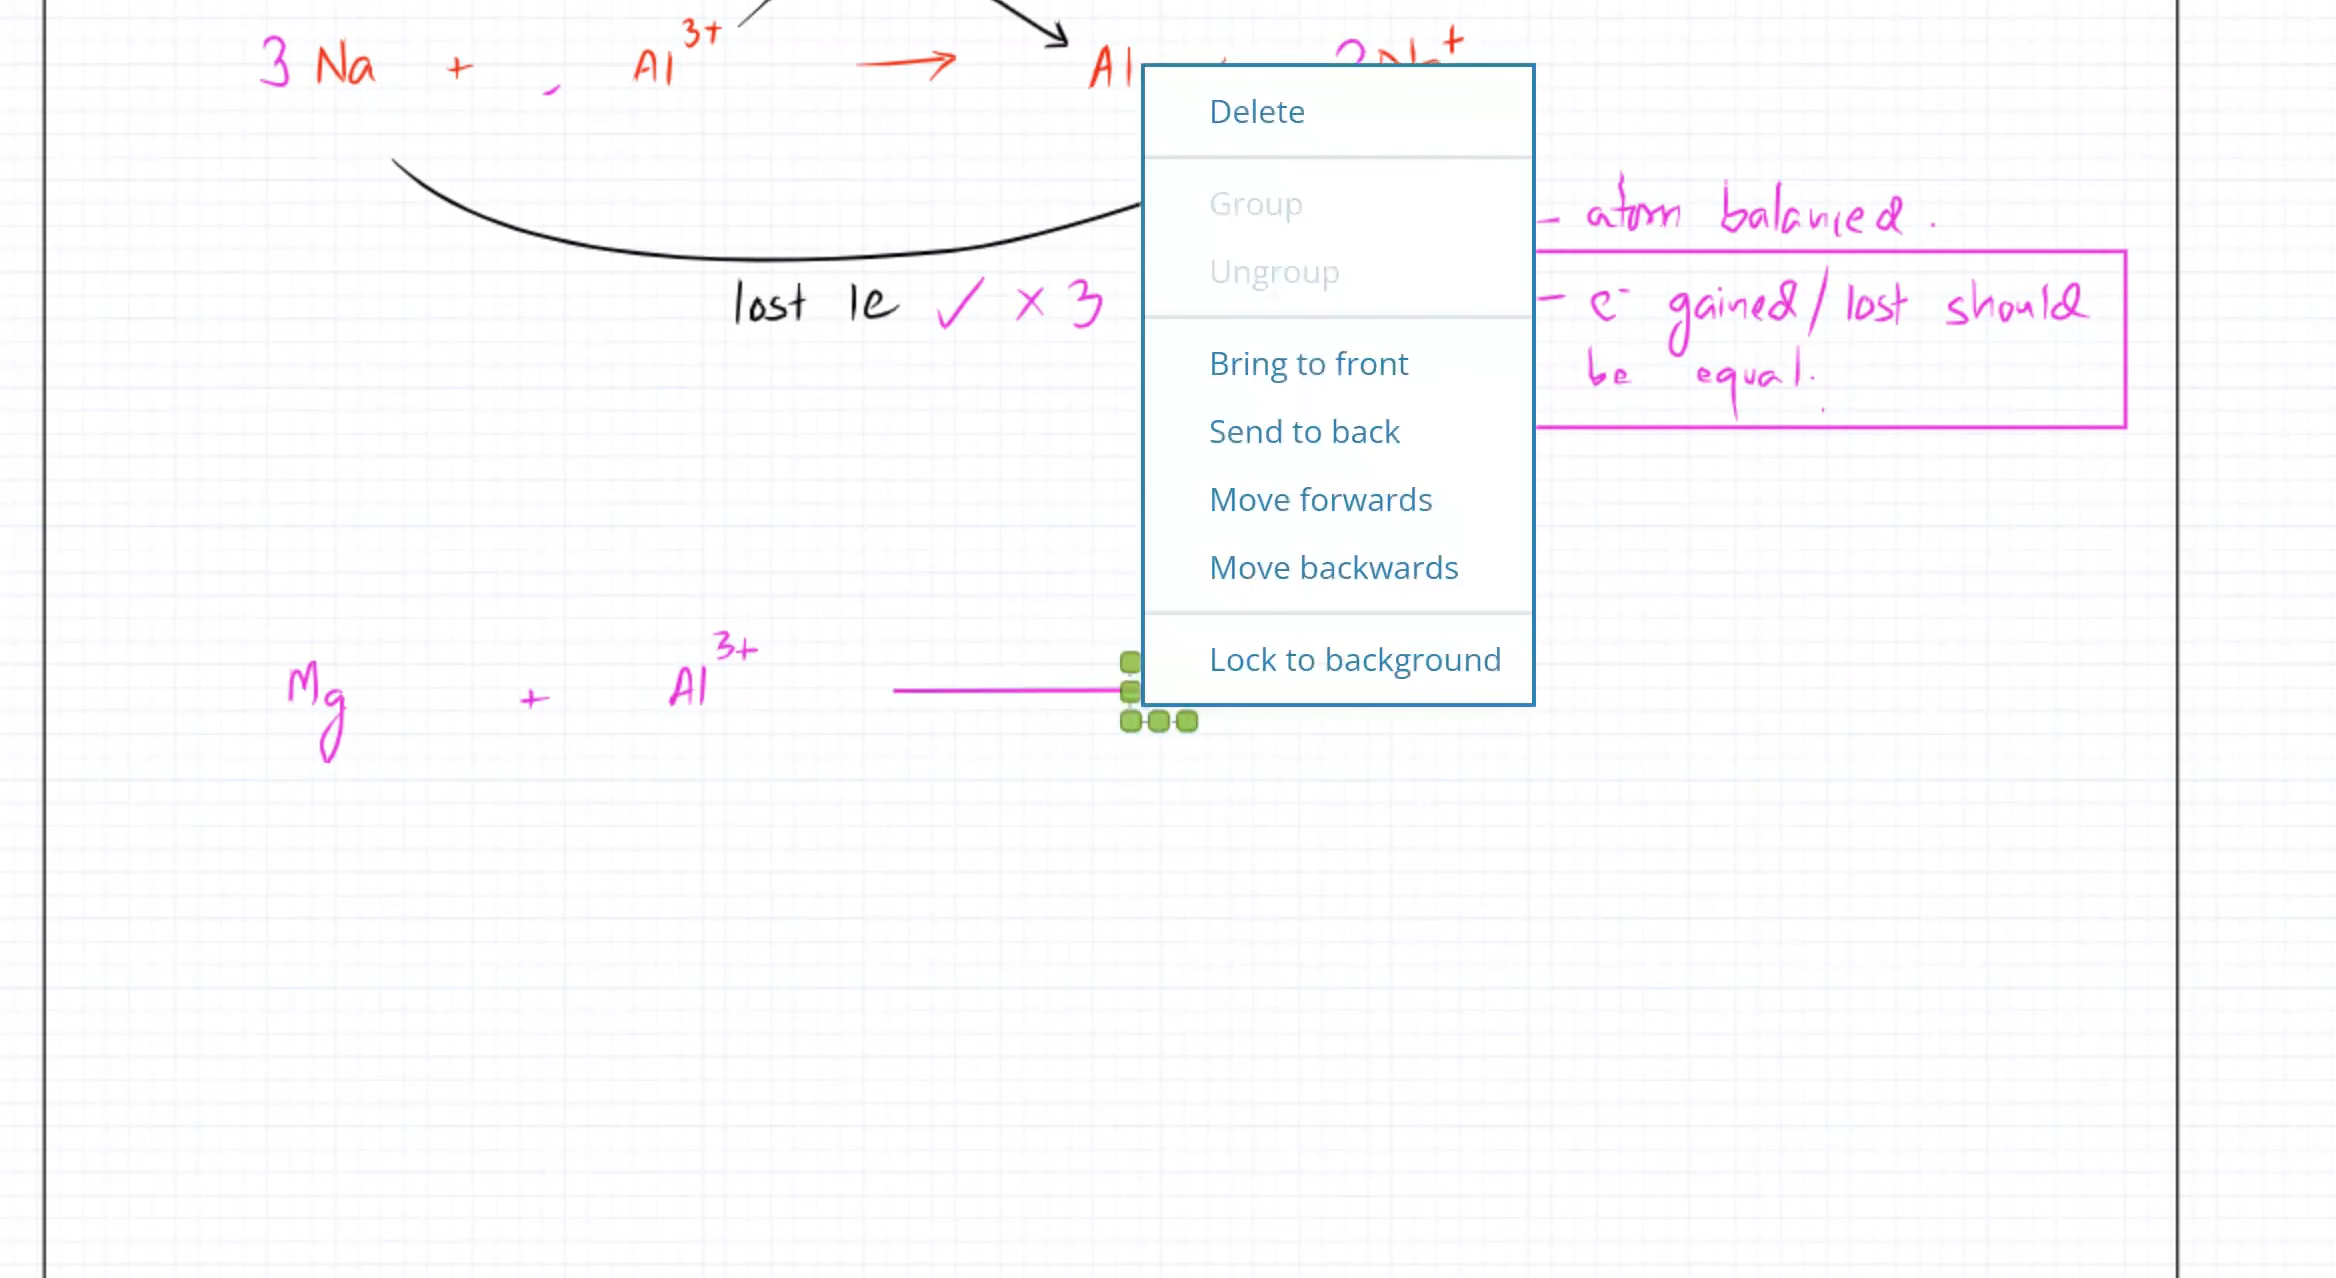 3 Na + Al³⁺ → Al
Delete
Group
- atom balanced.
Ungroup
lost 1e ✓ × 3
- e⁻ gained/lost should
be equal.
Bring to front
Send to back
Move forwards
Move backwards
Lock to background
Mg + Al³⁺